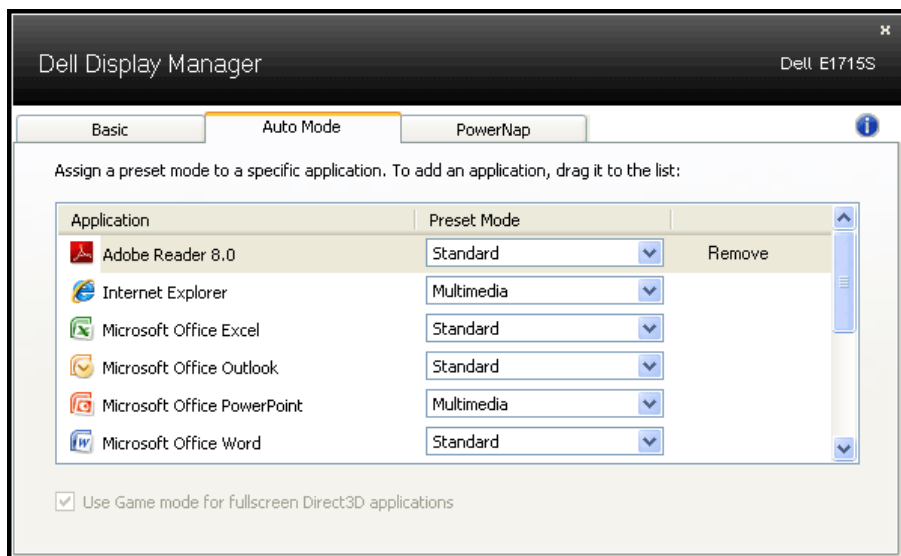 x
Dell Display Manager Dell E1715S
Basic Auto Mode PowerNap
Assign a preset mode to a specific application. To add an application, drag it to the list:
Application Preset Mode
Adobe Reader 8.0 Standard Remove
Internet Explorer Multimedia
Microsoft Office Excel Standard
Microsoft Office Outlook Standard
Microsoft Office PowerPoint Multimedia
Microsoft Office Word Standard
Use Game mode for fullscreen Direct3D applications